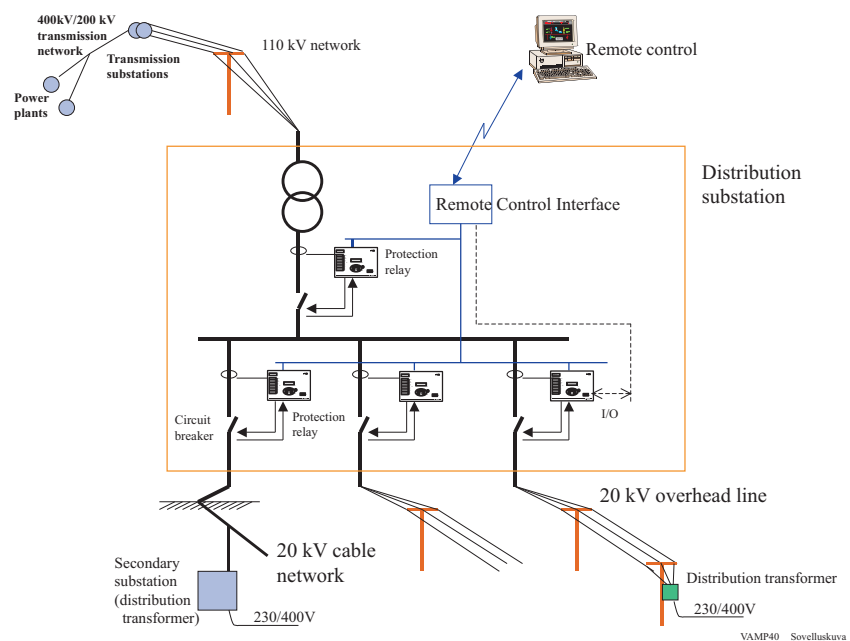 400kV/200 kV
transmission
network
Transmission
substations
Power
plants
110 kV network
Remote control
Distribution
substation
Remote Control Interface
Protection
relay
Circuit
breaker
Protection
relay
I/O
20 kV overhead line
20 kV cable
network
Secondary
substation
(distribution
transformer)
230/400V
Distribution transformer
230/400V
VAMP40 Sovelluskuva